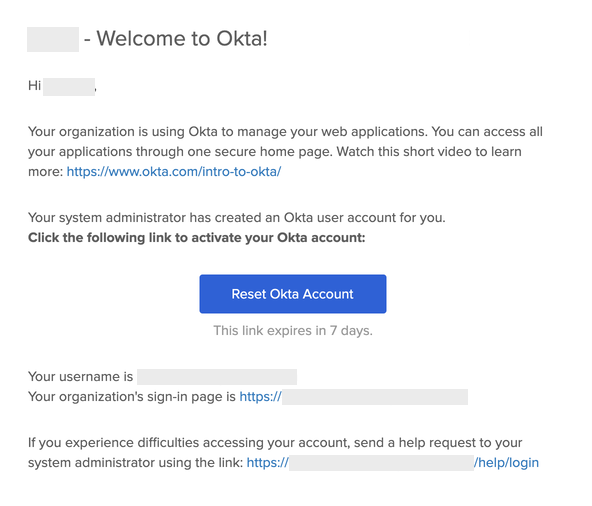 - Welcome to Okta!
Hi ,
Your organization is using Okta to manage your web applications. You can access all
your applications through one secure home page. Watch this short video to learn
more: https://www.okta.com/intro-to-okta/
Your system administrator has created an Okta user account for you.
Click the following link to activate your Okta account:
Reset Okta Account
This link expires in 7 days.
Your username is
Your organization's sign-in page is https://
If you experience difficulties accessing your account, send a help request to your
system administrator using the link: https:// /help/login